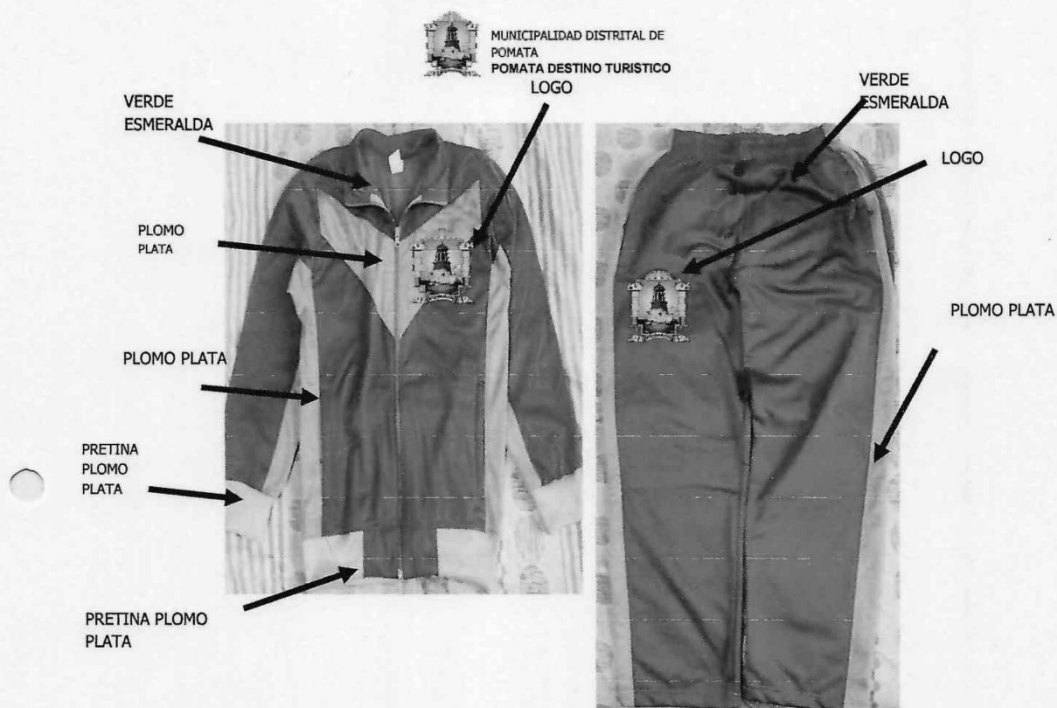 MUNICIPALIDAD DISTRITAL DE
POMATA
POMATA DESTINO TURISTICO
LOGO
VERDE
ESMERALDA
VERDE
ESMERALDA
LOGO
PLOMO
PLATA
PLOMO PLATA
PLOMO PLATA
PRETINA
PLOMO
PLATA
PRETINA PLOMO
PLATA